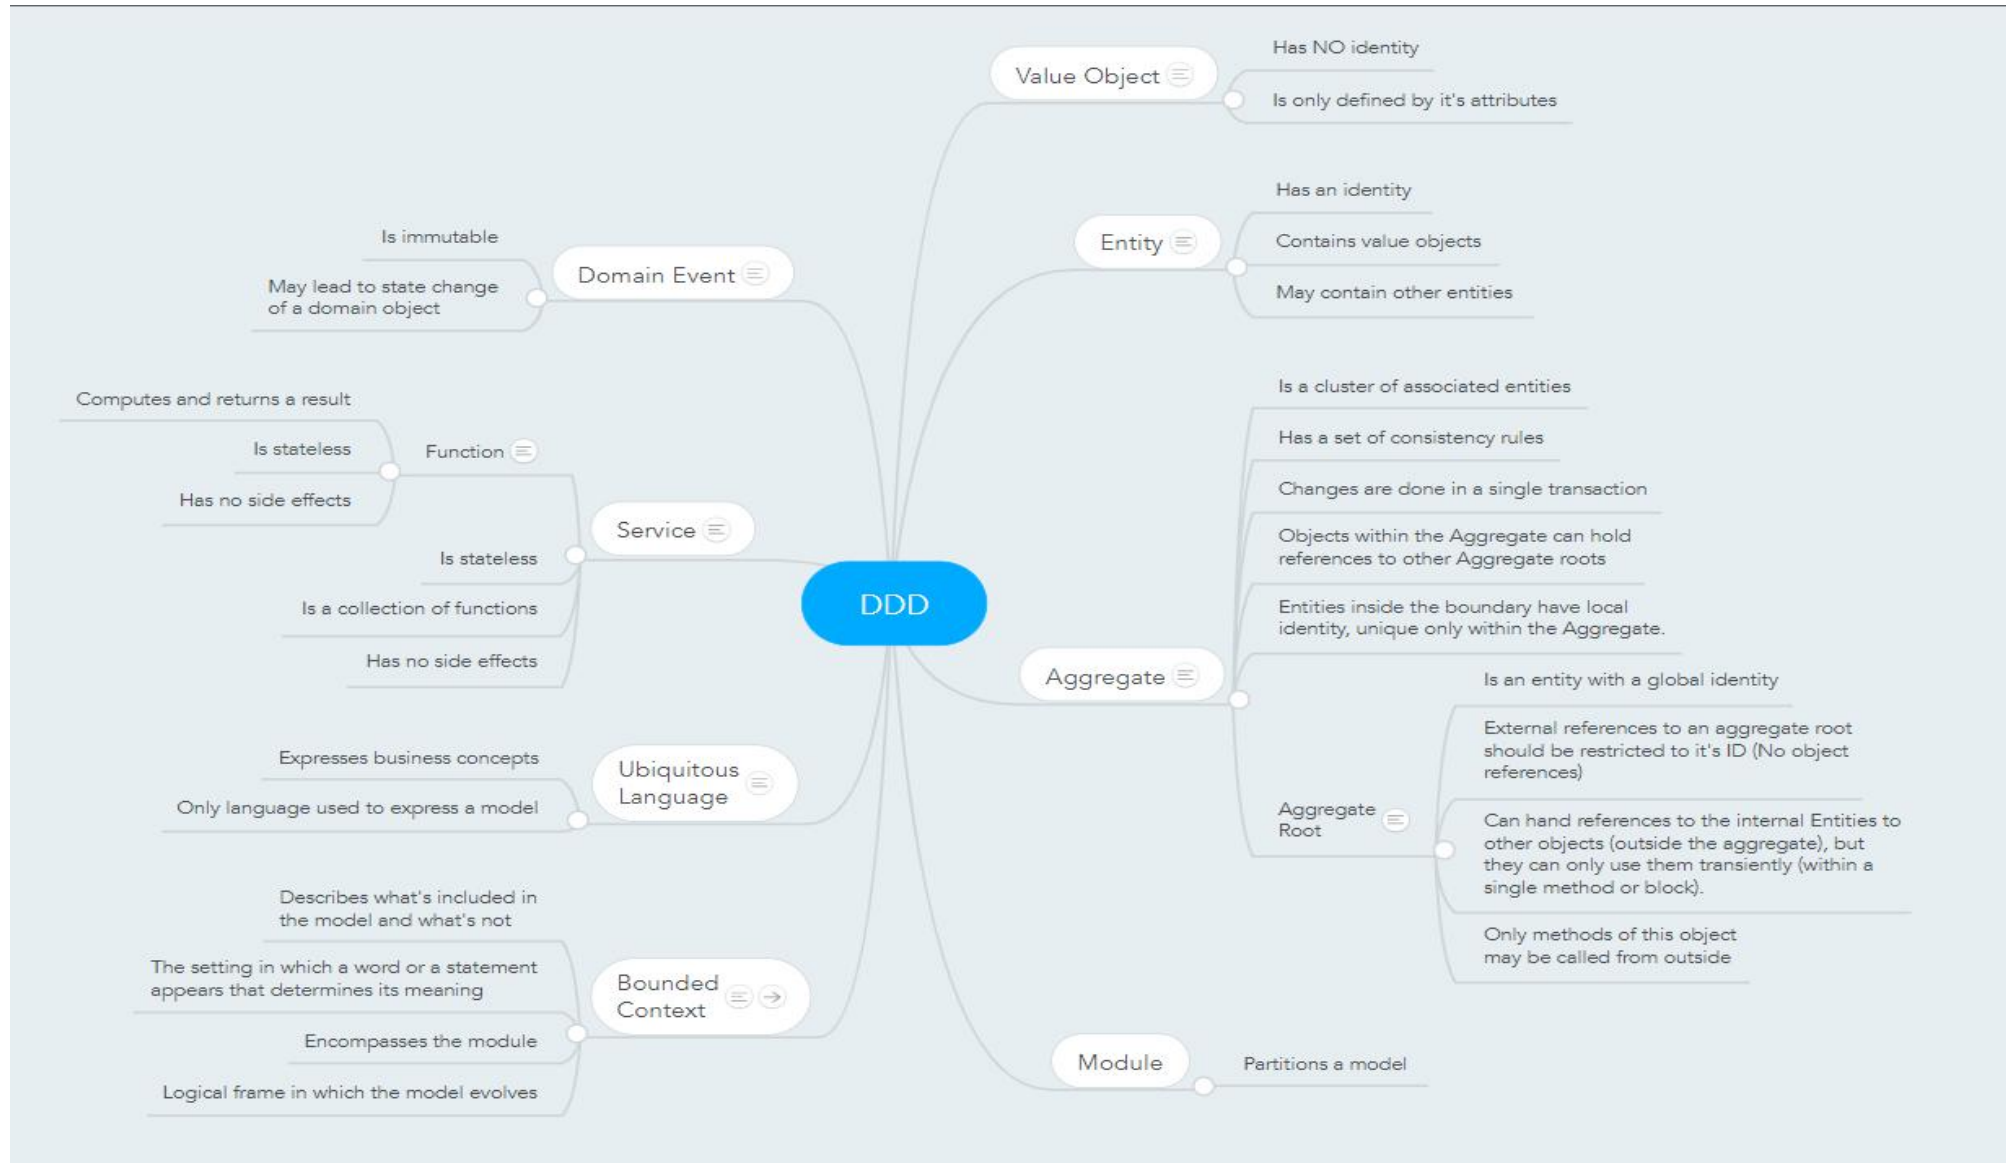 DDD
Value Object
Has NO identity
Is only defined by it's attributes
Entity
Has an identity
Contains value objects
May contain other entities
Aggregate
Is a cluster of associated entities
Has a set of consistency rules
Changes are done in a single transaction
Objects within the Aggregate can hold
references to other Aggregate roots
Entities inside the boundary have local
identity, unique only within the Aggregate.
Aggregate
Root
Is an entity with a global identity
External references to an aggregate root
should be restricted to it's ID (No object
references)
Can hand references to the internal Entities to
other objects (outside the aggregate), but
they can only use them transiently (within a
single method or block).
Only methods of this object
may be called from outside
Module
Partitions a model
Domain Event
Is immutable
May lead to state change
of a domain object
Service
Function
Computes and returns a result
Is stateless
Has no side effects
Is stateless
Is a collection of functions
Has no side effects
Ubiquitous
Language
Expresses business concepts
Only language used to express a model
Bounded
Context
Describes what's included in
the model and what's not
The setting in which a word or a statement
appears that determines its meaning
Encompasses the module
Logical frame in which the model evolves